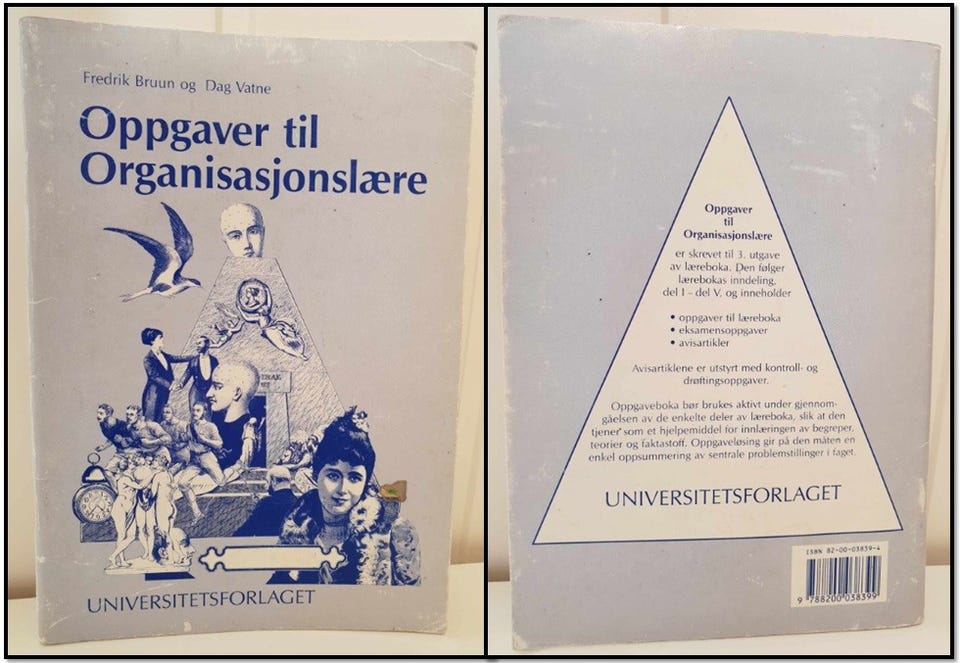 Fredrik Bruun og Dag Vatne
Oppgaver til
Organisasjonslære
UNIVERSITETSFORLAGET
Oppgaver
til
Organisasjonslære
er skrevet til 3. utgave
av læreboka. Den følger
lærebokas inndeling,
del I – del V, og inneholder
• oppgaver til læreboka
• eksamensoppgaver
• avisartikler
Avisartiklene er utstyrt med kontroll- og
drøftingsoppgaver.
Oppgaveboka bør brukes aktivt under gjennom-
gåelsen av de enkelte deler av læreboka, slik at den
tjener som et hjelpemiddel for innlæringen av begreper,
teorier og faktastoff. Oppgaveløsing gir på den måten en
enkel oppsummering av sentrale problemstillinger i faget.
UNIVERSITETSFORLAGET
ISBN 82-00-03839-4
9 788200 038399